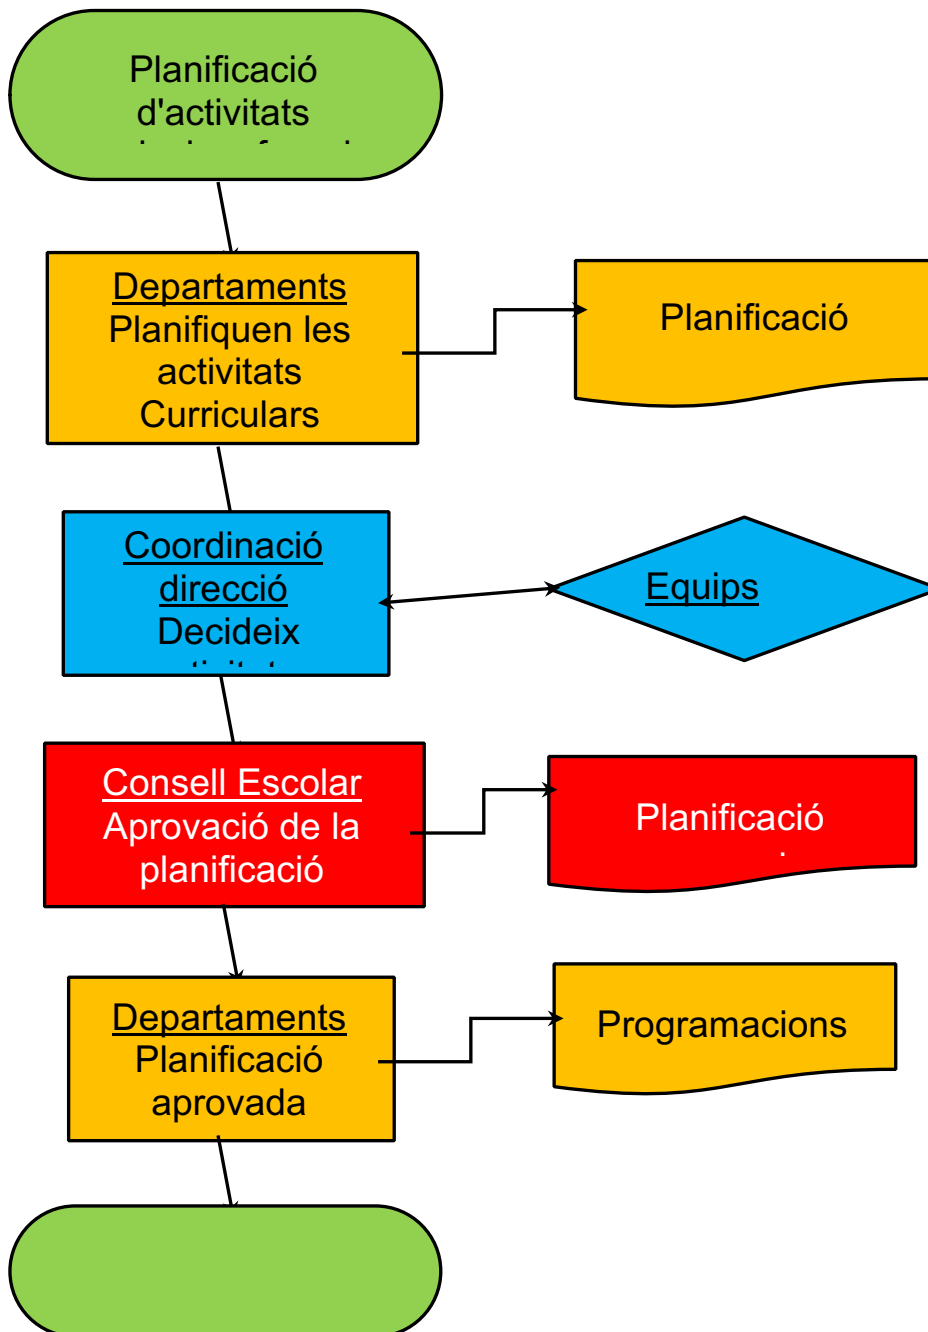 Planificació
d'activitats
Departaments
Planifiquen les
activitats
Curriculars
Planificació
Coordinació
direcció
Decideix
Equips
Consell Escolar
Aprovació de la
planificació
Planificació
Departaments
Planificació
aprovada
Programacions